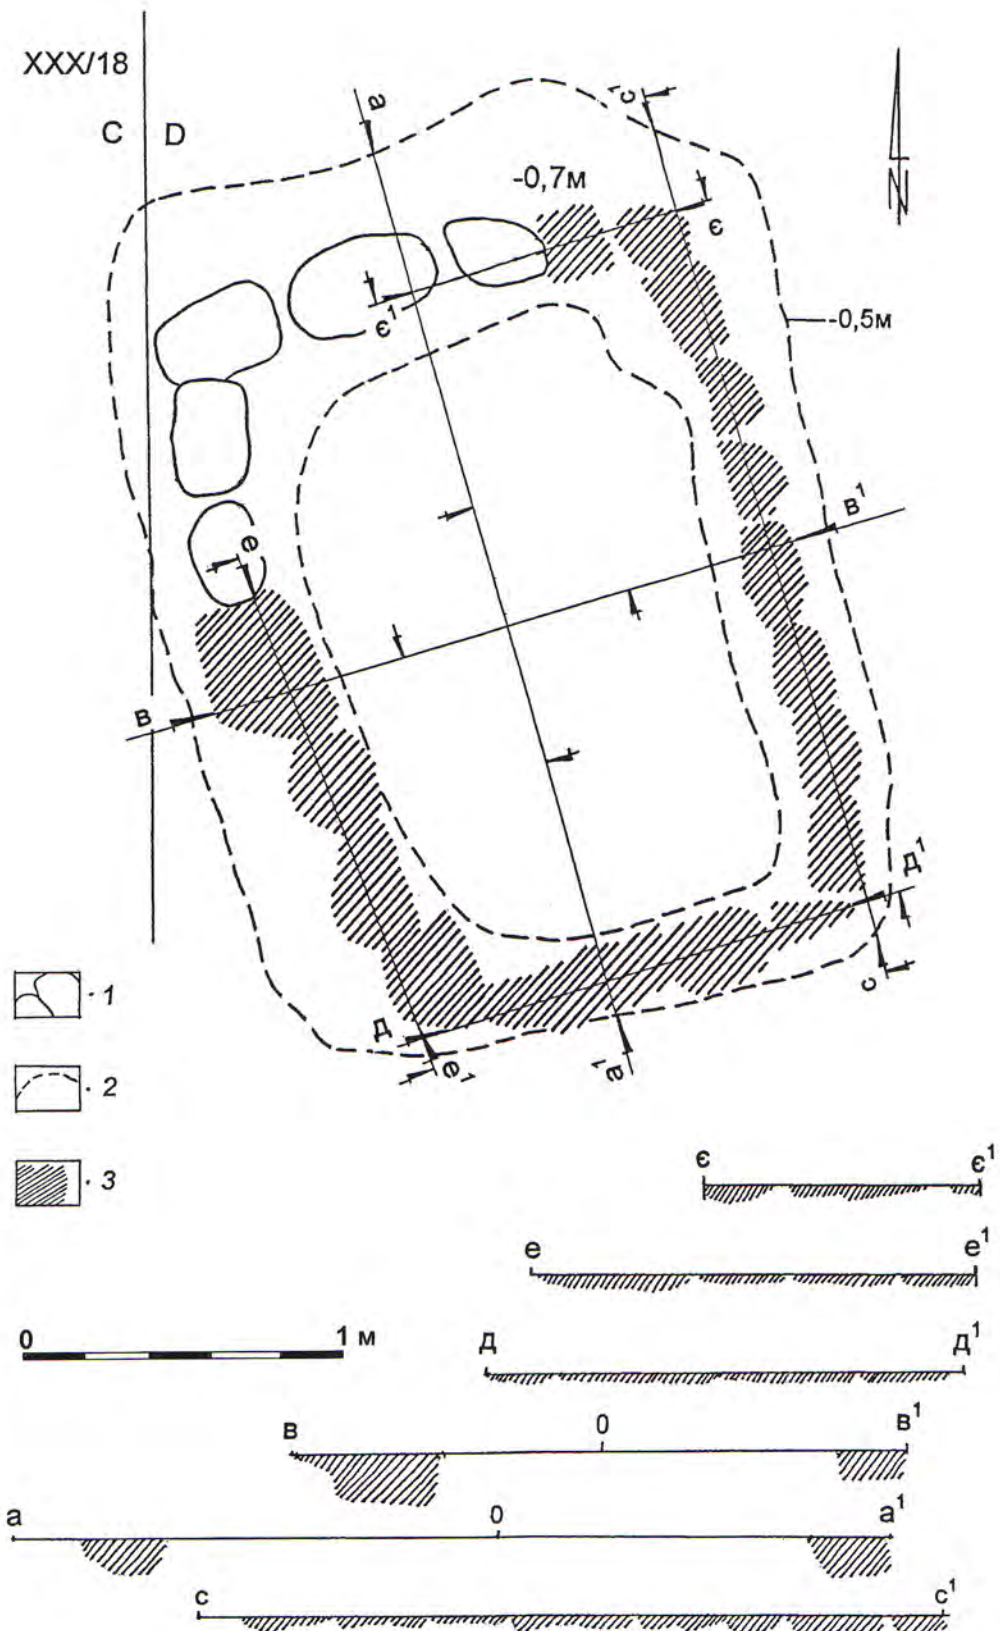 XXX/18
C D
а
с¹
-0,7м
N
є
є¹
-0,5м
в¹
е
в
д¹
с
д
е¹
а¹
1
2
3
є є¹
е е¹
0 1 м
д д¹
в 0 в¹
а 0 а¹
с с¹